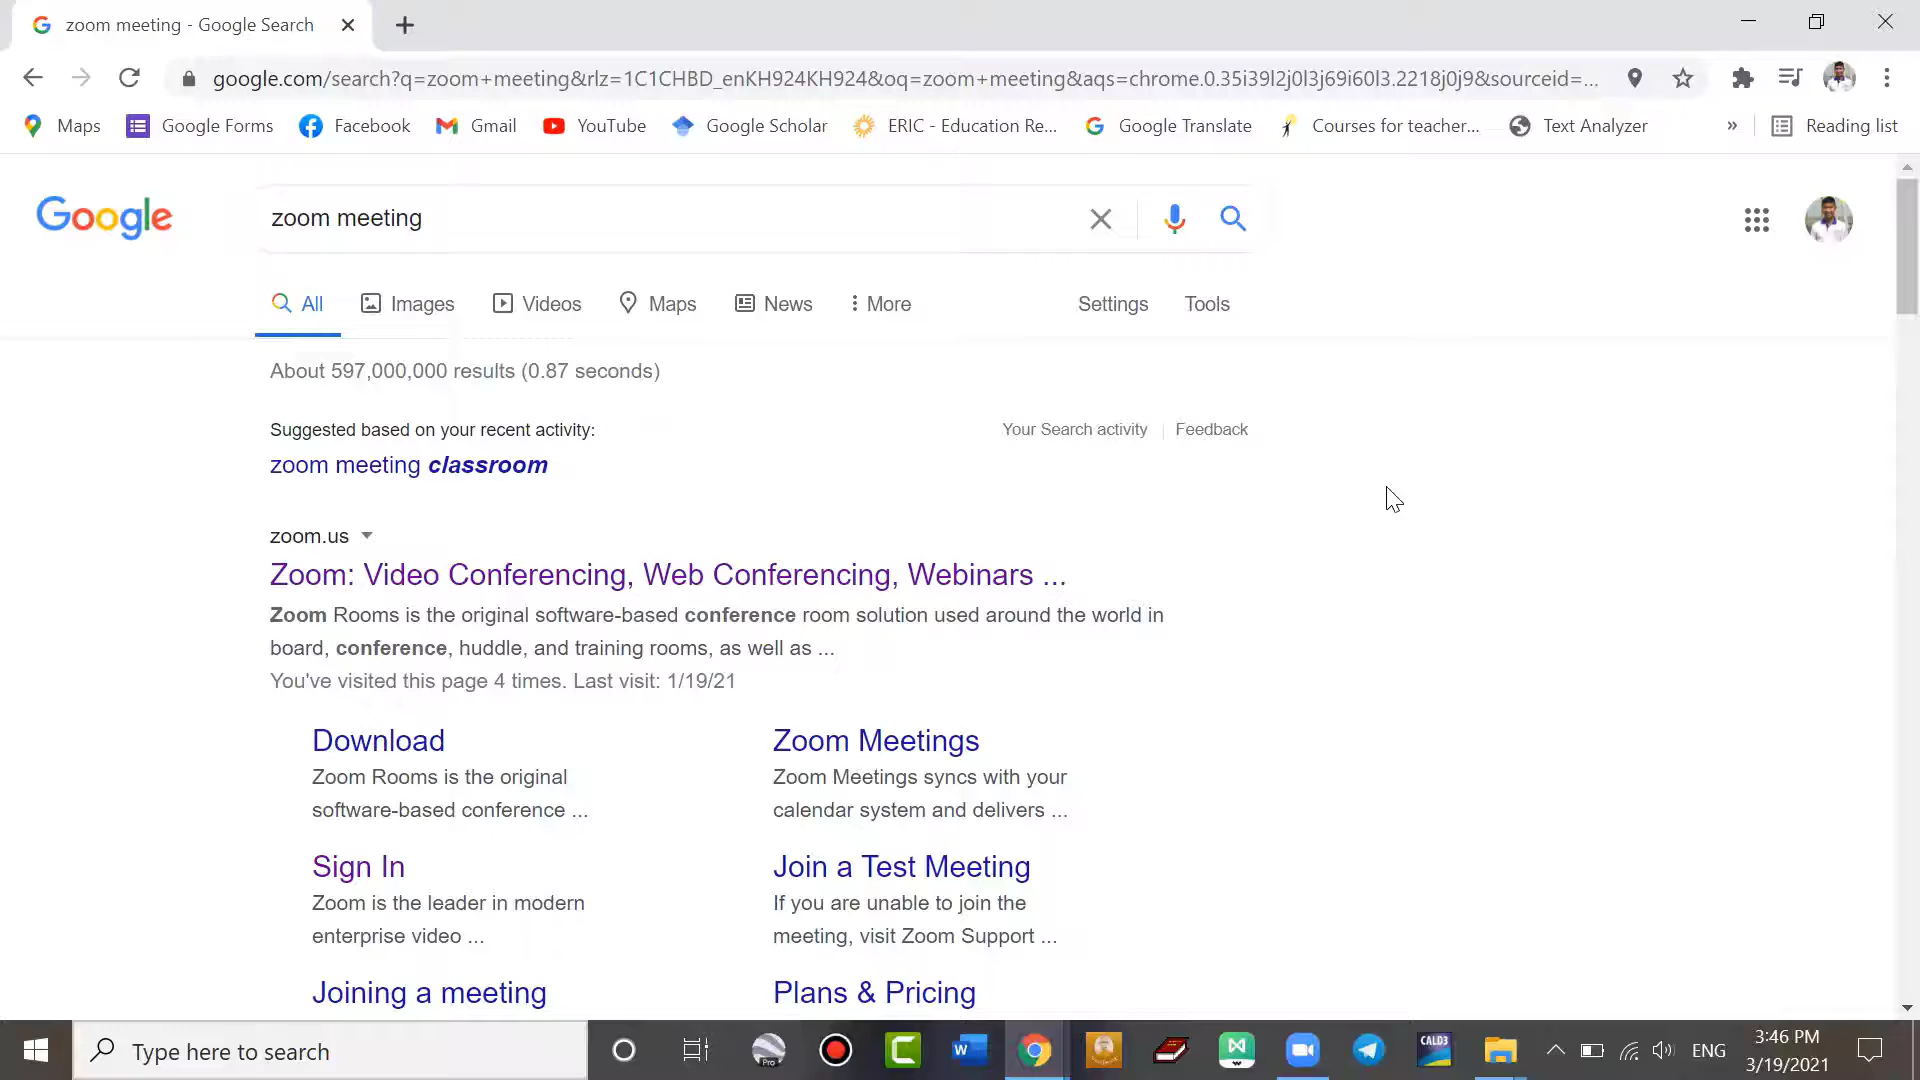 zoom meeting - Google Search
google.com/search?q=zoom+meeting&rlz=1C1CHBD_enKH924KH924&oq=zoom+meeting&aqs=chrome.0.35i39l2j0l3j69i60l3.2218j0j9&sourceid=...
Maps Google Forms Facebook Gmail YouTube Google Scholar ERIC - Education Re... Google Translate Courses for teacher... Text Analyzer » Reading list
Google zoom meeting
All Images Videos Maps News More Settings Tools
About 597,000,000 results (0.87 seconds)
Suggested based on your recent activity: Your Search activity Feedback
zoom meeting classroom
zoom.us
Zoom: Video Conferencing, Web Conferencing, Webinars ...
Zoom Rooms is the original software-based conference room solution used around the world in
board, conference, huddle, and training rooms, as well as ...
You've visited this page 4 times. Last visit: 1/19/21
Download
Zoom Rooms is the original
software-based conference ...
Zoom Meetings
Zoom Meetings syncs with your
calendar system and delivers ...
Sign In
Zoom is the leader in modern
enterprise video ...
Join a Test Meeting
If you are unable to join the
meeting, visit Zoom Support ...
Joining a meeting
Plans & Pricing
Type here to search
Pro
W
CALD3
ENG
3:46 PM
3/19/2021